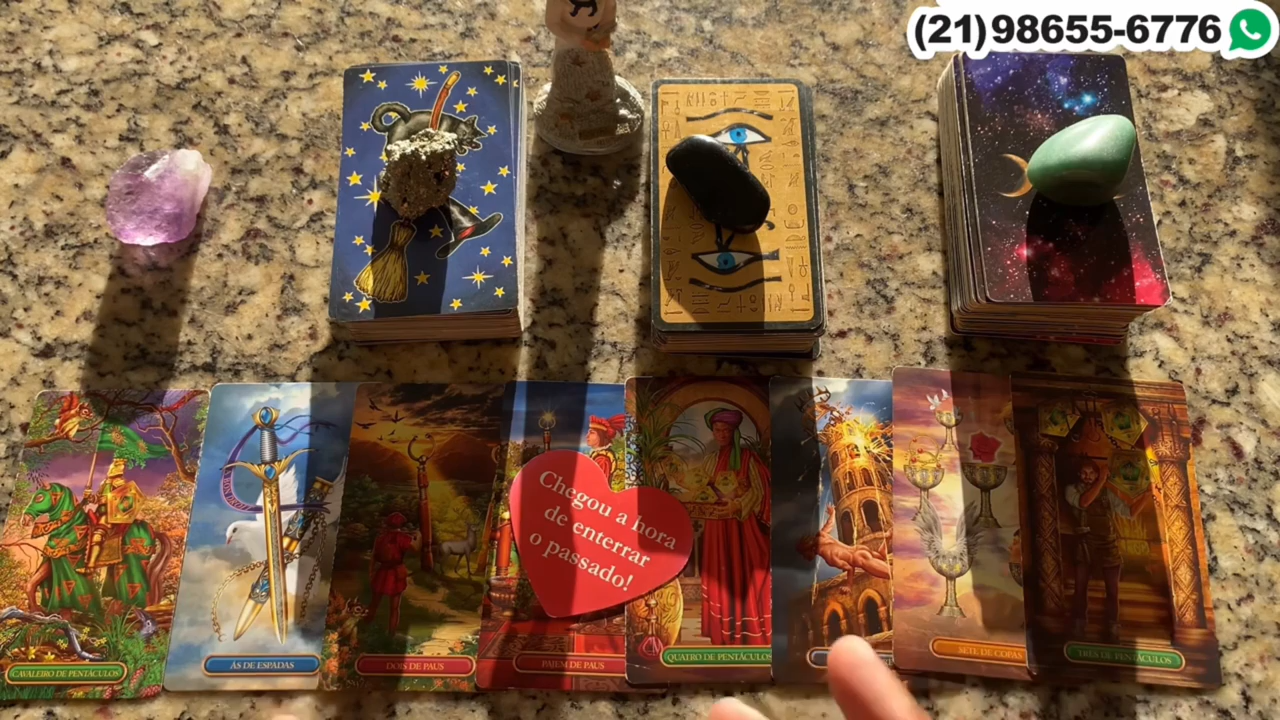 (21)98655-6776
Chegou a hora
de enterrar
o passado!
CAVALEIRO DE PENTÁCULOS
ÁS DE ESPADAS
DOIS DE PAUS
PAJEM DE PAUS
QUATRO DE PENTÁCULOS
SETE DE COPAS
TRÊS DE PENTÁCULOS